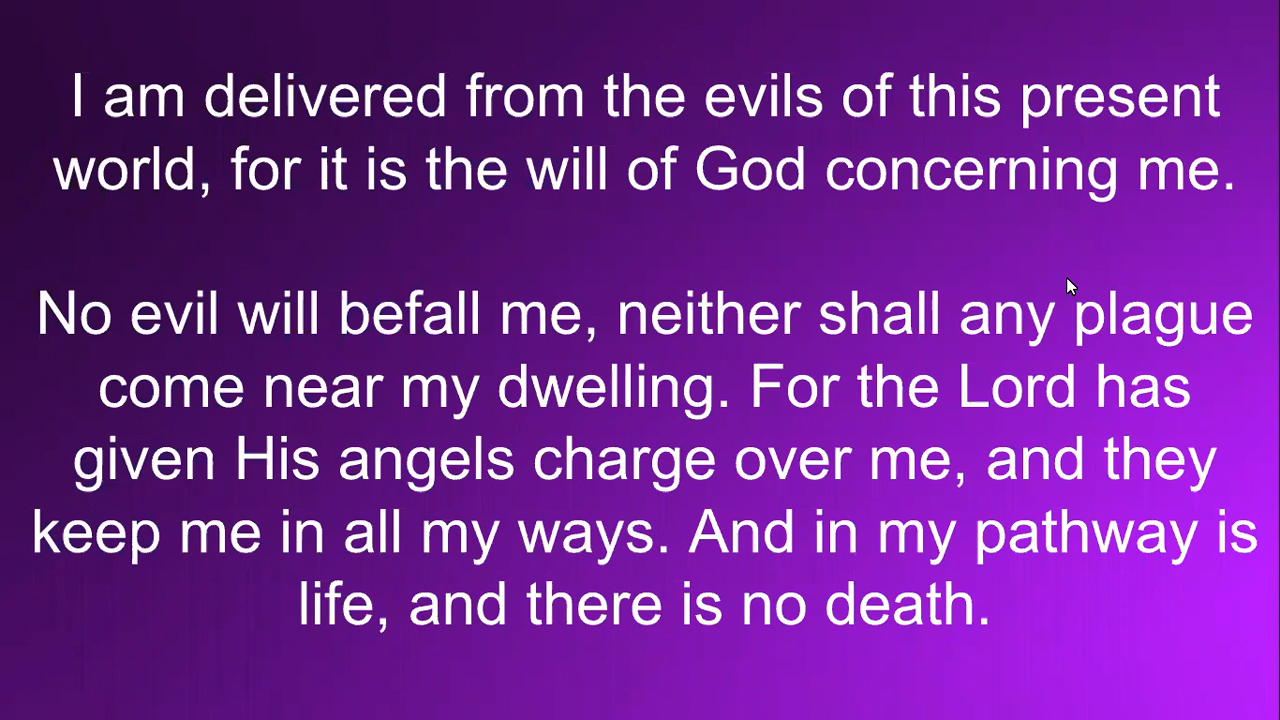 I am delivered from the evils of this present
world, for it is the will of God concerning me.
No evil will befall me, neither shall any plague
come near my dwelling. For the Lord has
given His angels charge over me, and they
keep me in all my ways. And in my pathway is
life, and there is no death.